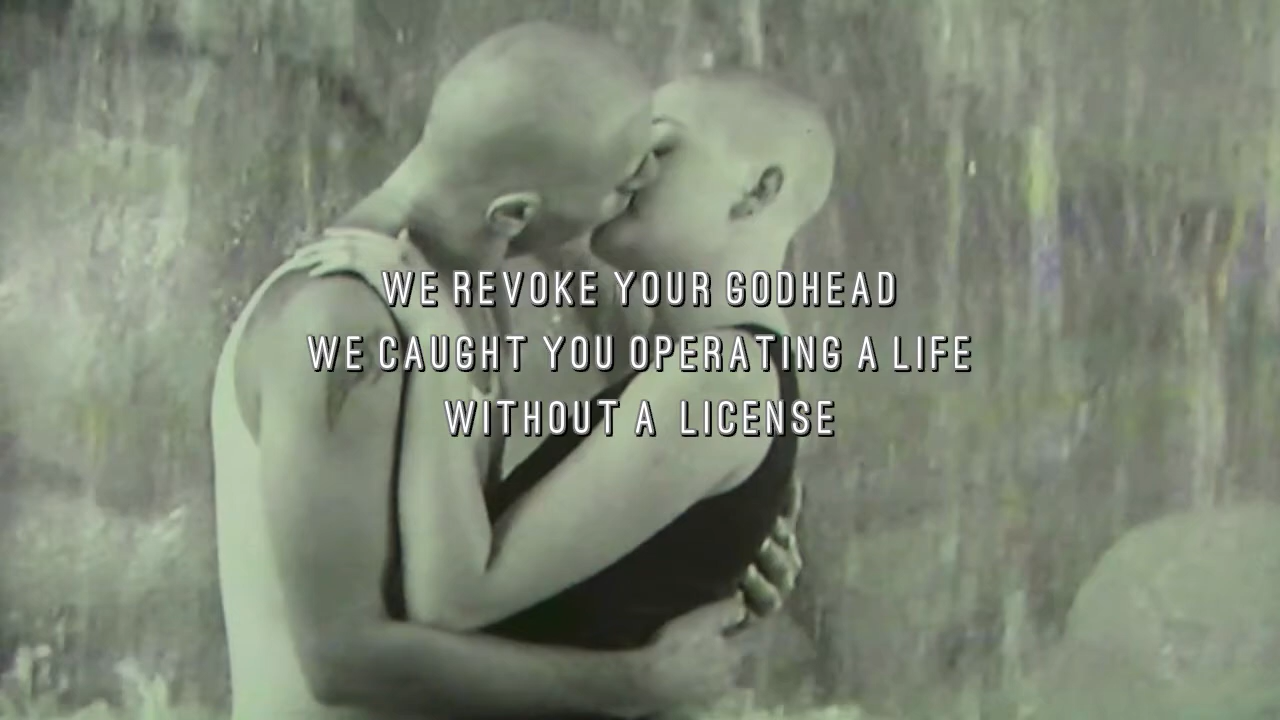 WE REVOKE YOUR GODHEAD
WE CAUGHT YOU OPERATING A LIFE
WITHOUT A LICENSE